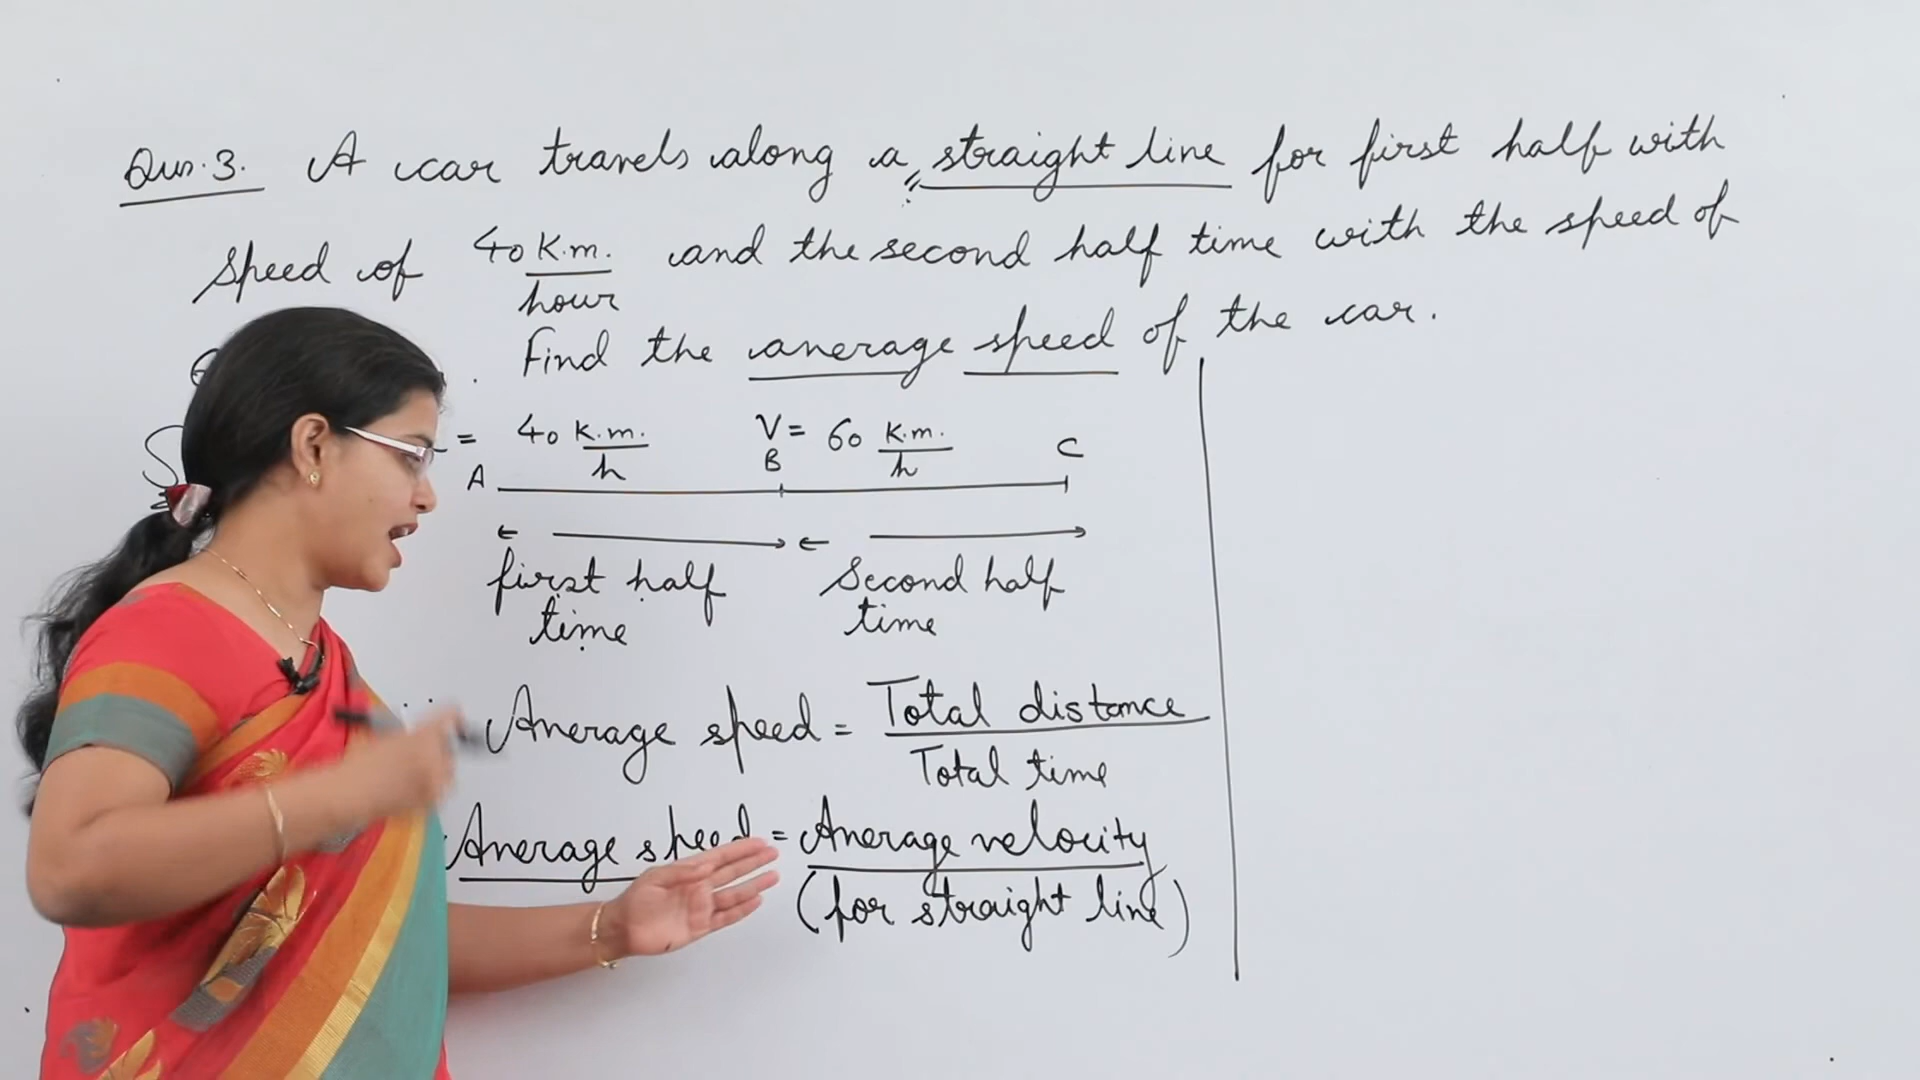 Qus.3. A car travels along a straight line for first half with
speed of 40 K.m./hour and the second half time with the speed of
Find the average speed of the car.
= 40 K.m./h V= 60 K.m./h
A B C
first half time Second half time
Average speed = Total distance/Total time
Average speed = Average velocity
(for straight line)